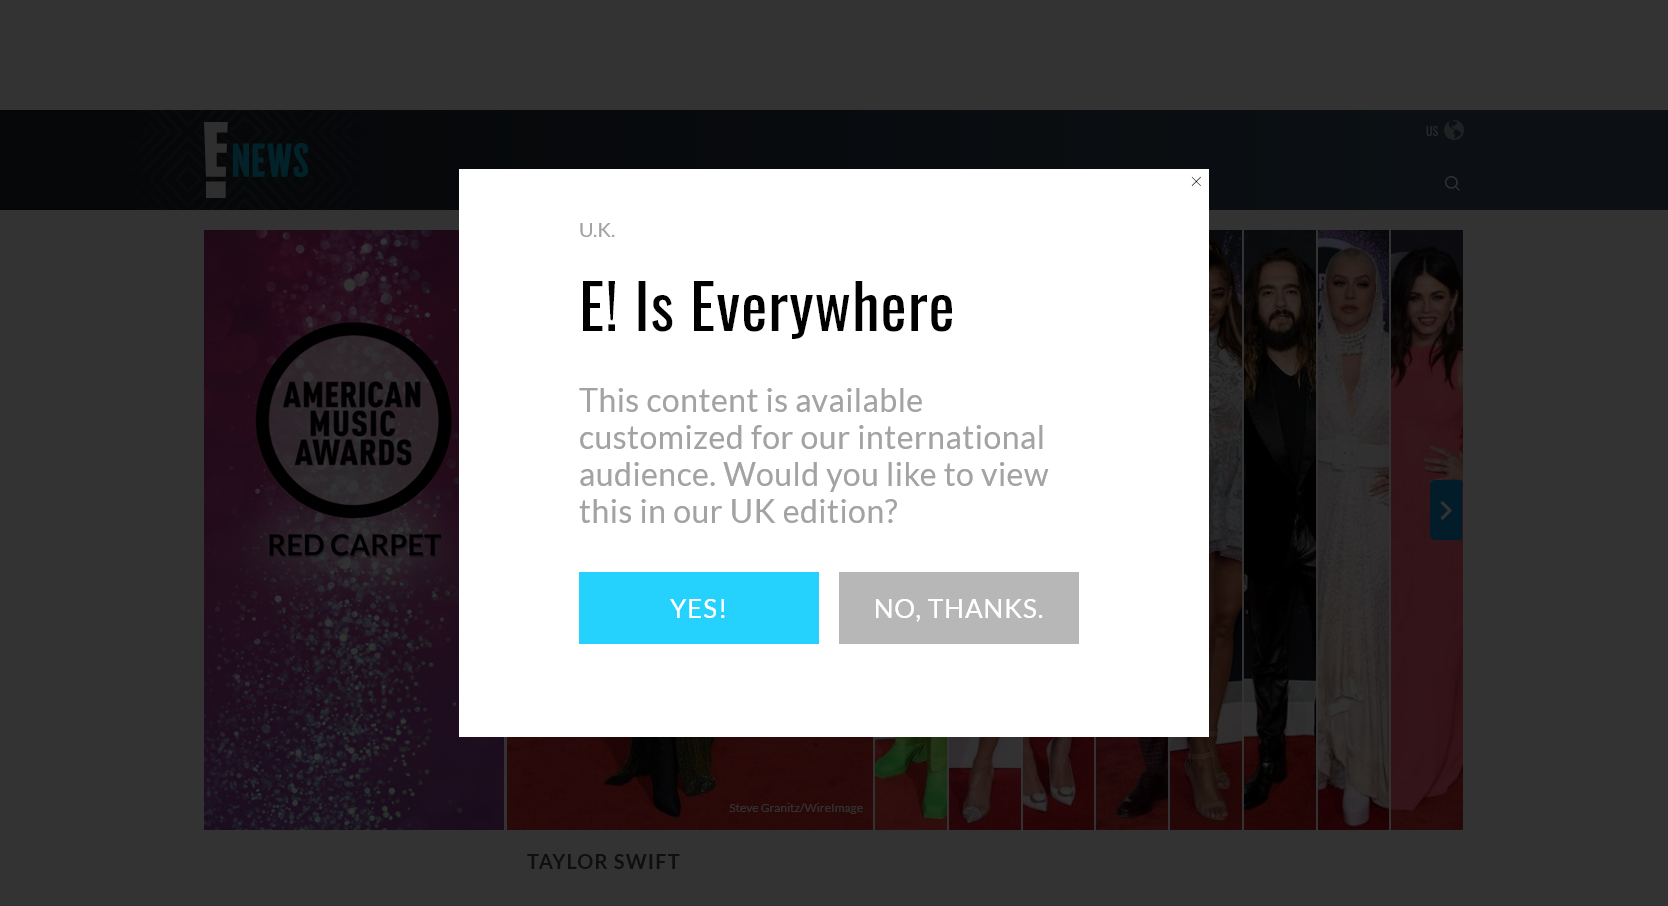 E!
NEWS
US
U.K.
E! Is Everywhere
This content is available
customized for our international
audience. Would you like to view
this in our UK edition?
YES!
NO, THANKS.
AMERICAN
MUSIC
AWARDS
RED CARPET
Steve Granitz/WireImage
TAYLOR SWIFT